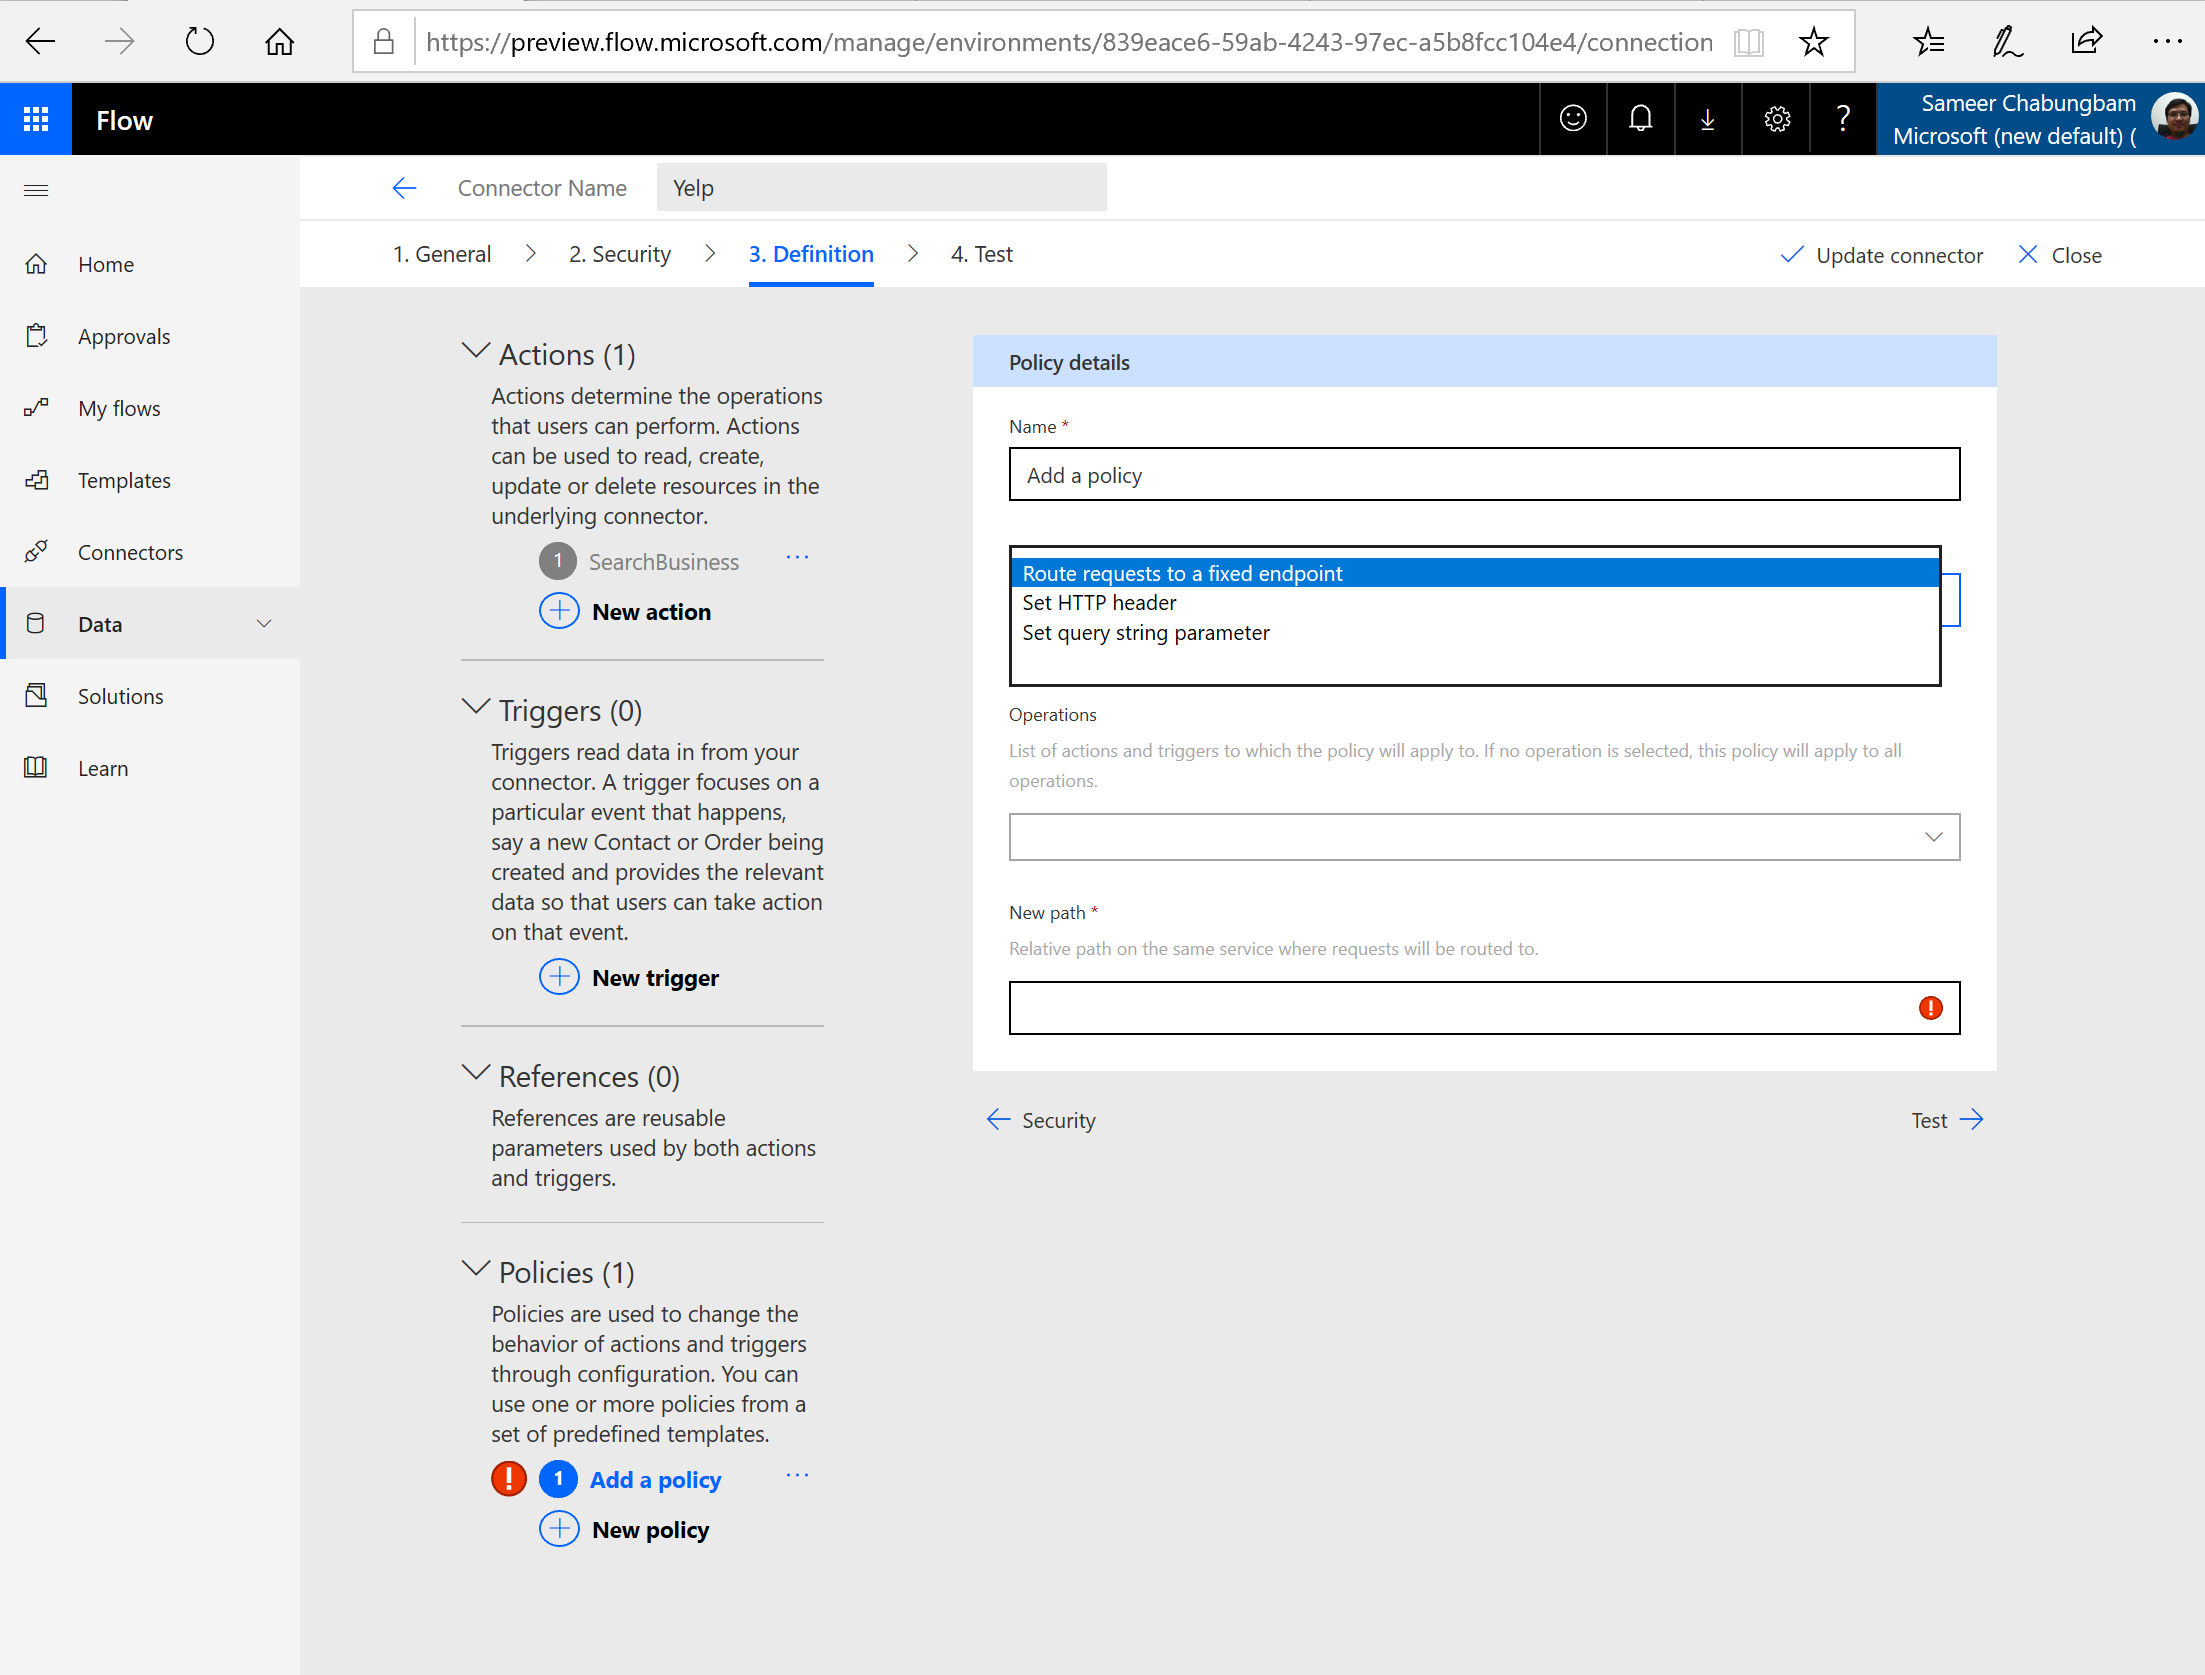 https://preview.flow.microsoft.com/manage/environments/839eace6-59ab-4243-97ec-a5b8fcc104e4/connection
Flow
?
Sameer Chabungbam
Microsoft (new default) (
Connector Name
Yelp
1. General
2. Security
3. Definition
4. Test
Update connector
Close
Home
Approvals
My flows
Templates
Connectors
Data
Solutions
Learn
Actions (1)
Actions determine the operations
that users can perform. Actions
can be used to read, create,
update or delete resources in the
underlying connector.
1 SearchBusiness ...
New action
Triggers (0)
Triggers read data in from your
connector. A trigger focuses on a
particular event that happens,
say a new Contact or Order being
created and provides the relevant
data so that users can take action
on that event.
New trigger
References (0)
References are reusable
parameters used by both actions
and triggers.
Policies (1)
Policies are used to change the
behavior of actions and triggers
through configuration. You can
use one or more policies from a
set of predefined templates.
! 1 Add a policy ...
New policy
Policy details
Name *
Add a policy
Route requests to a fixed endpoint
Set HTTP header
Set query string parameter
Operations
List of actions and triggers to which the policy will apply to. If no operation is selected, this policy will apply to all
operations.
New path *
Relative path on the same service where requests will be routed to.
!
Security
Test